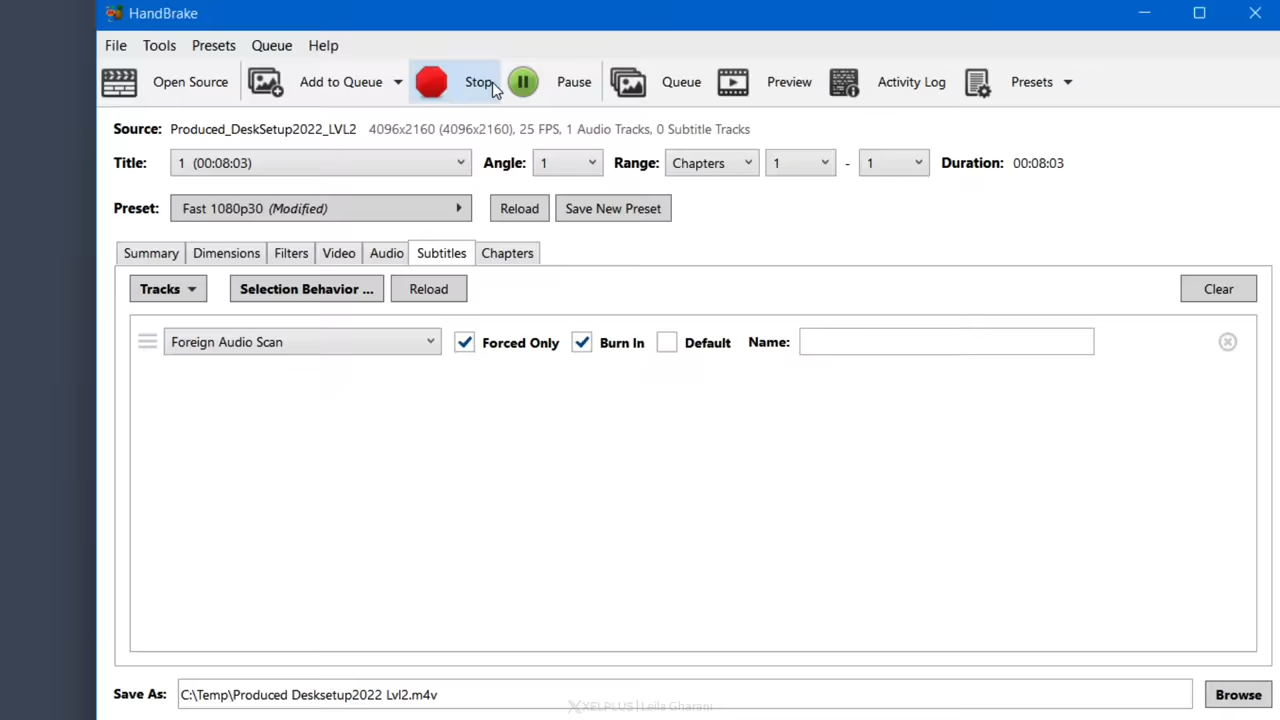 HandBrake
File Tools Presets Queue Help
Open Source Add to Queue Stop Pause Queue Preview Activity Log Presets
Source: Produced_DeskSetup2022_LVL2 4096x2160 (4096x2160), 25 FPS, 1 Audio Tracks, 0 Subtitle Tracks
Title: 1 (00:08:03) Angle: 1 Range: Chapters 1 - 1 Duration: 00:08:03
Preset: Fast 1080p30 (Modified) Reload Save New Preset
Summary Dimensions Filters Video Audio Subtitles Chapters
Tracks Selection Behavior ... Reload Clear
Foreign Audio Scan Forced Only Burn In Default Name:
Save As: C:\Temp\Produced Desksetup2022 Lvl2.m4v Browse
XELPLUS | Leila Gharani